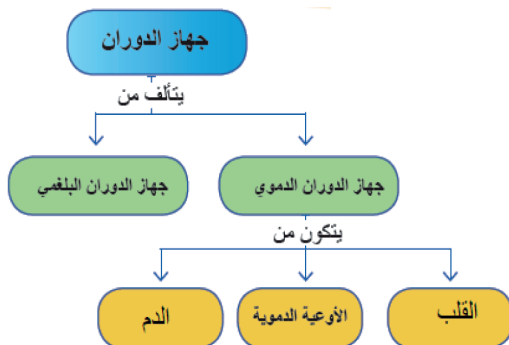 جهاز الدوران
يتألف من
جهاز الدوران الدموي
جهاز الدوران البلغمي
يتكون من
القلب
الأوعية الدموية
الدم